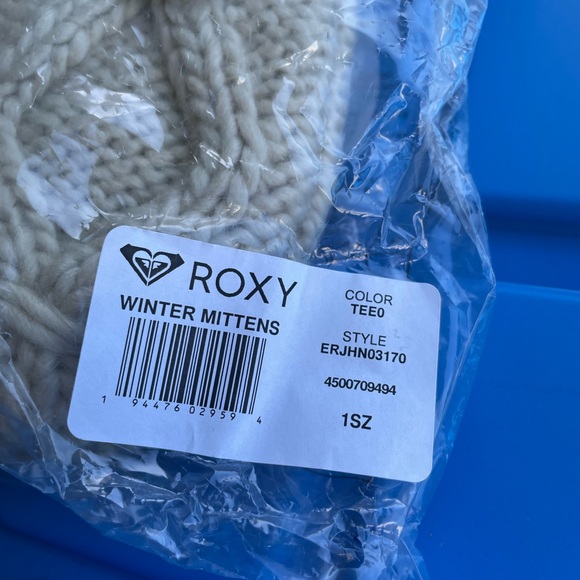 ROXY
WINTER MITTENS
1 94476 02959 4
COLOR
TEE0
STYLE
ERJHN03170
4500709494
1SZ